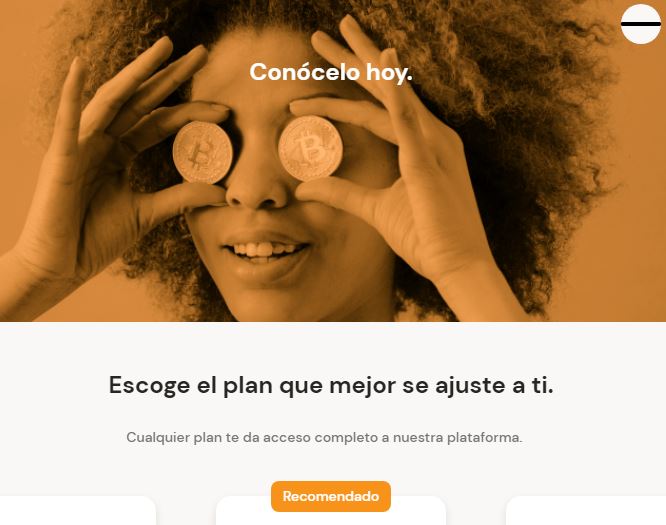 Conócelo hoy.
Escoge el plan que mejor se ajuste a ti.
Cualquier plan te da acceso completo a nuestra plataforma.
Recomendado